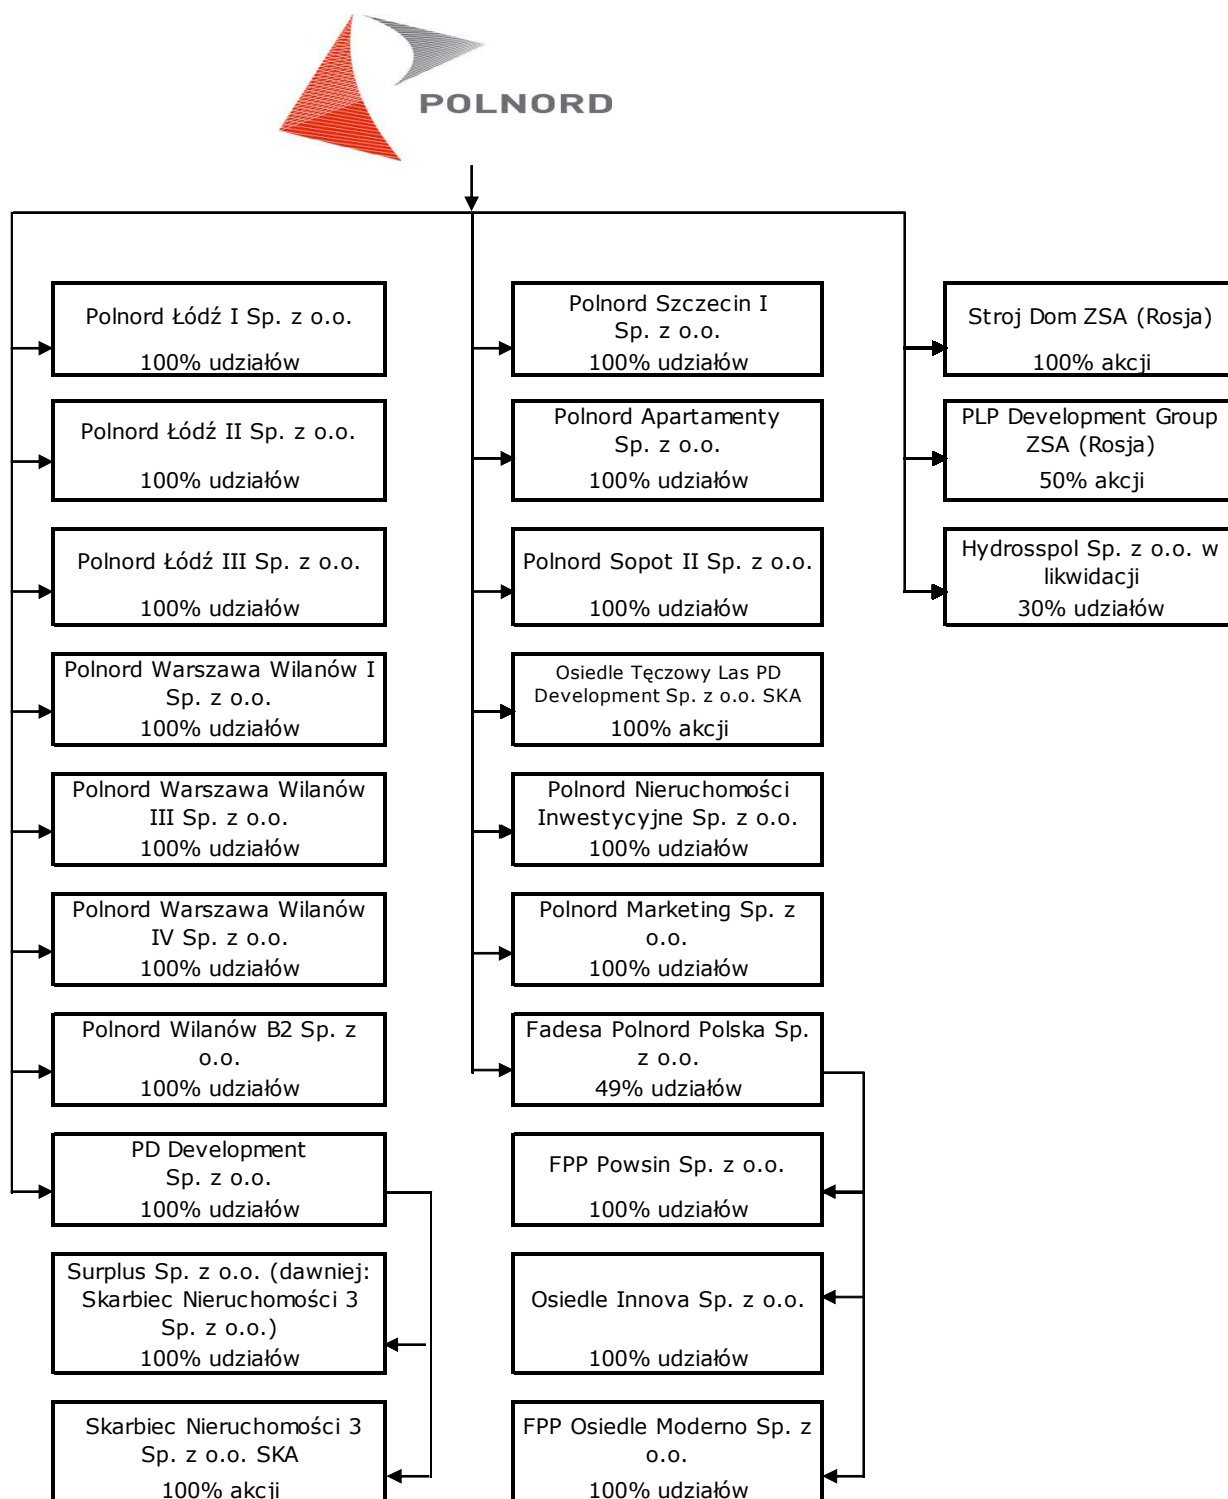 POLNORD
Polnord Łódź I Sp. z o.o.
100% udziałów
Polnord Łódź II Sp. z o.o.
100% udziałów
Polnord Łódź III Sp. z o.o.
100% udziałów
Polnord Warszawa Wilanów I
Sp. z o.o.
100% udziałów
Polnord Warszawa Wilanów
III Sp. z o.o.
100% udziałów
Polnord Warszawa Wilanów
IV Sp. z o.o.
100% udziałów
Polnord Wilanów B2 Sp. z
o.o.
100% udziałów
PD Development
Sp. z o.o.
100% udziałów
Surplus Sp. z o.o. (dawniej:
Skarbiec Nieruchomości 3
Sp. z o.o.)
100% udziałów
Skarbiec Nieruchomości 3
Sp. z o.o. SKA
100% akcji
Polnord Szczecin I
Sp. z o.o.
100% udziałów
Polnord Apartamenty
Sp. z o.o.
100% udziałów
Polnord Sopot II Sp. z o.o.
100% udziałów
Osiedle Tęczowy Las PD
Development Sp. z o.o. SKA
100% akcji
Polnord Nieruchomości
Inwestycyjne Sp. z o.o.
100% udziałów
Polnord Marketing Sp. z
o.o.
100% udziałów
Fadesa Polnord Polska Sp.
z o.o.
49% udziałów
FPP Powsin Sp. z o.o.
100% udziałów
Osiedle Innova Sp. z o.o.
100% udziałów
FPP Osiedle Moderno Sp. z
o.o.
100% udziałów
Stroj Dom ZSA (Rosja)
100% akcji
PLP Development Group
ZSA (Rosja)
50% akcji
Hydrosspol Sp. z o.o. w
likwidacji
30% udziałów